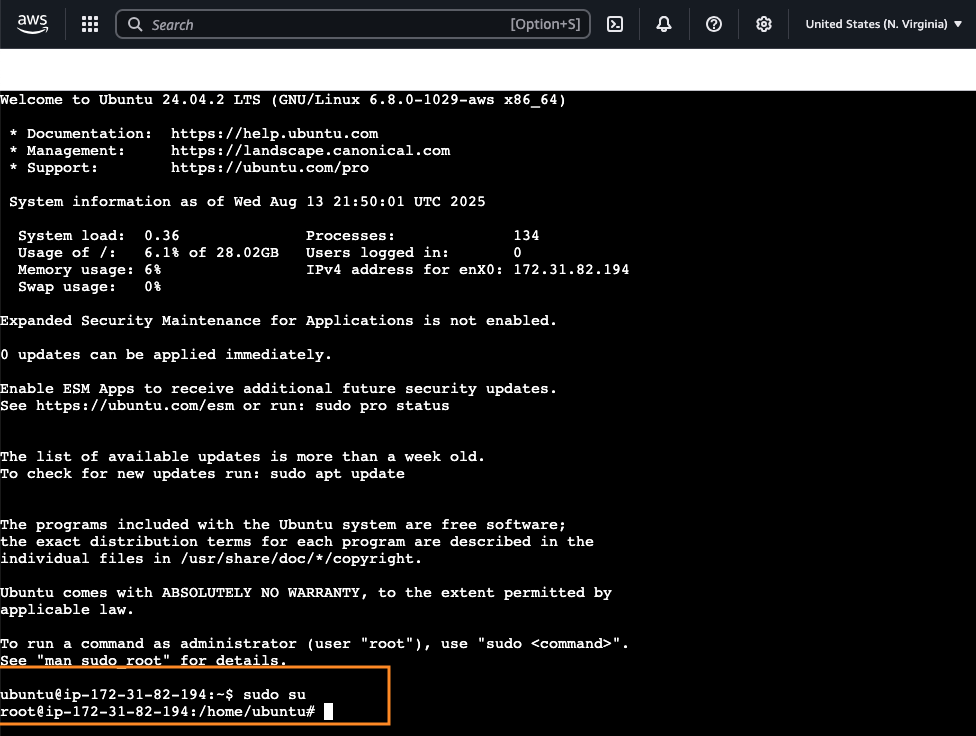 aws
Search [Option+S]
United States (N. Virginia)
Welcome to Ubuntu 24.04.2 LTS (GNU/Linux 6.8.0-1029-aws x86_64)
* Documentation: https://help.ubuntu.com
* Management: https://landscape.canonical.com
* Support: https://ubuntu.com/pro
System information as of Wed Aug 13 21:50:01 UTC 2025
System load: 0.36 Processes: 134
Usage of /: 6.1% of 28.02GB Users logged in: 0
Memory usage: 6% IPv4 address for enX0: 172.31.82.194
Swap usage: 0%
Expanded Security Maintenance for Applications is not enabled.
0 updates can be applied immediately.
Enable ESM Apps to receive additional future security updates.
See https://ubuntu.com/esm or run: sudo pro status
The list of available updates is more than a week old.
To check for new updates run: sudo apt update
The programs included with the Ubuntu system are free software;
the exact distribution terms for each program are described in the
individual files in /usr/share/doc/*/copyright.
Ubuntu comes with ABSOLUTELY NO WARRANTY, to the extent permitted by
applicable law.
To run a command as administrator (user "root"), use "sudo <command>".
See "man sudo_root" for details.
ubuntu@ip-172-31-82-194:~$ sudo su
root@ip-172-31-82-194:/home/ubuntu#